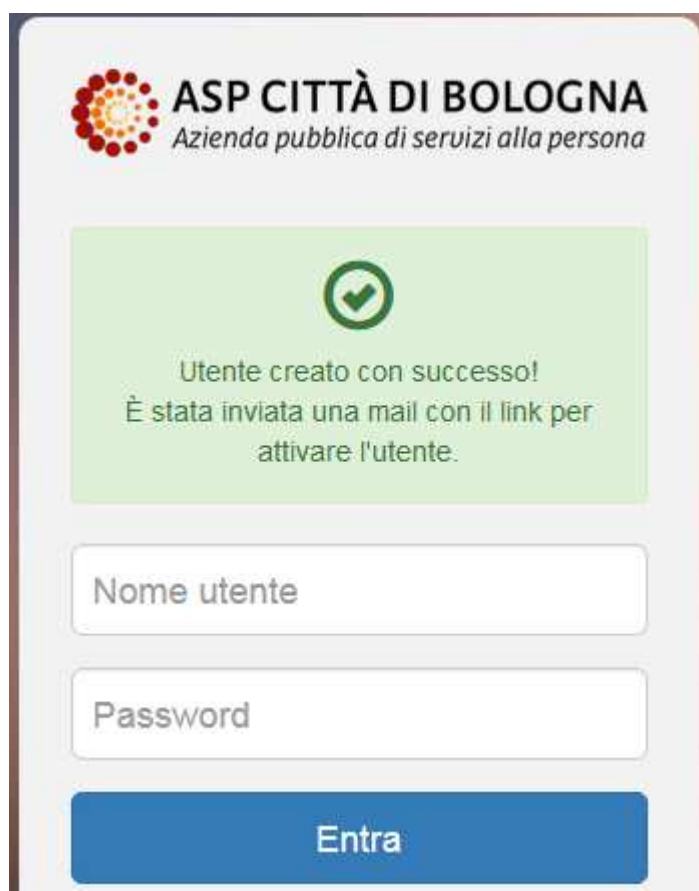 ASP CITTÀ DI BOLOGNA
Azienda pubblica di servizi alla persona
Utente creato con successo!
È stata inviata una mail con il link per
attivare l'utente.
Nome utente
Password
Entra